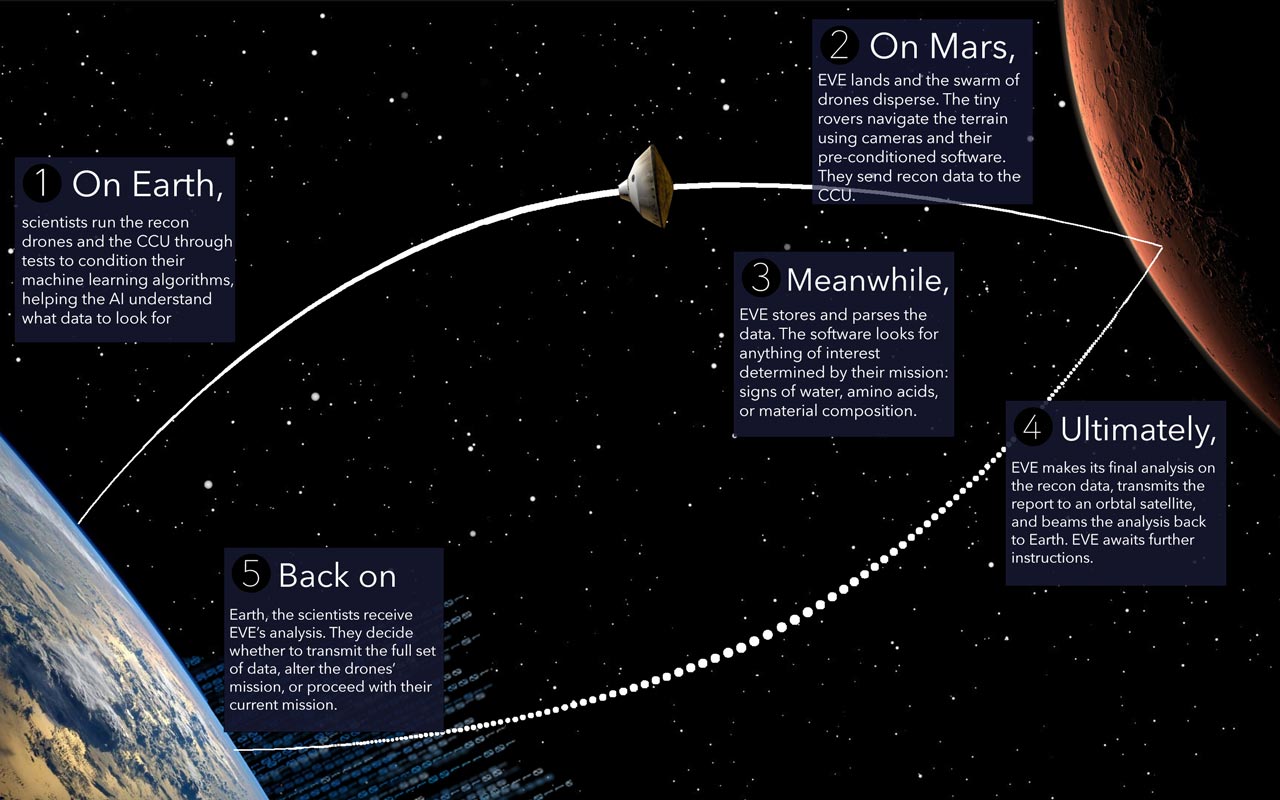 1 On Earth,
scientists run the recon
drones and the CCU through
tests to condition their
machine learning algorithms,
helping the AI understand
what data to look for
2 On Mars,
EVE lands and the swarm of
drones disperse. The tiny
rovers navigate the terrain
using cameras and their
pre-conditioned software.
They send recon data to the
CCU.
3 Meanwhile,
EVE stores and parses the
data. The software looks for
anything of interest
determined by their mission:
signs of water, amino acids,
or material composition.
4 Ultimately,
EVE makes its final analysis on
the recon data, transmits the
report to an orbtal satellite,
and beams the analysis back
to Earth. EVE awaits further
instructions.
5 Back on
Earth, the scientists receive
EVE's analysis. They decide
whether to transmit the full set
of data, alter the drones'
mission, or proceed with their
current mission.